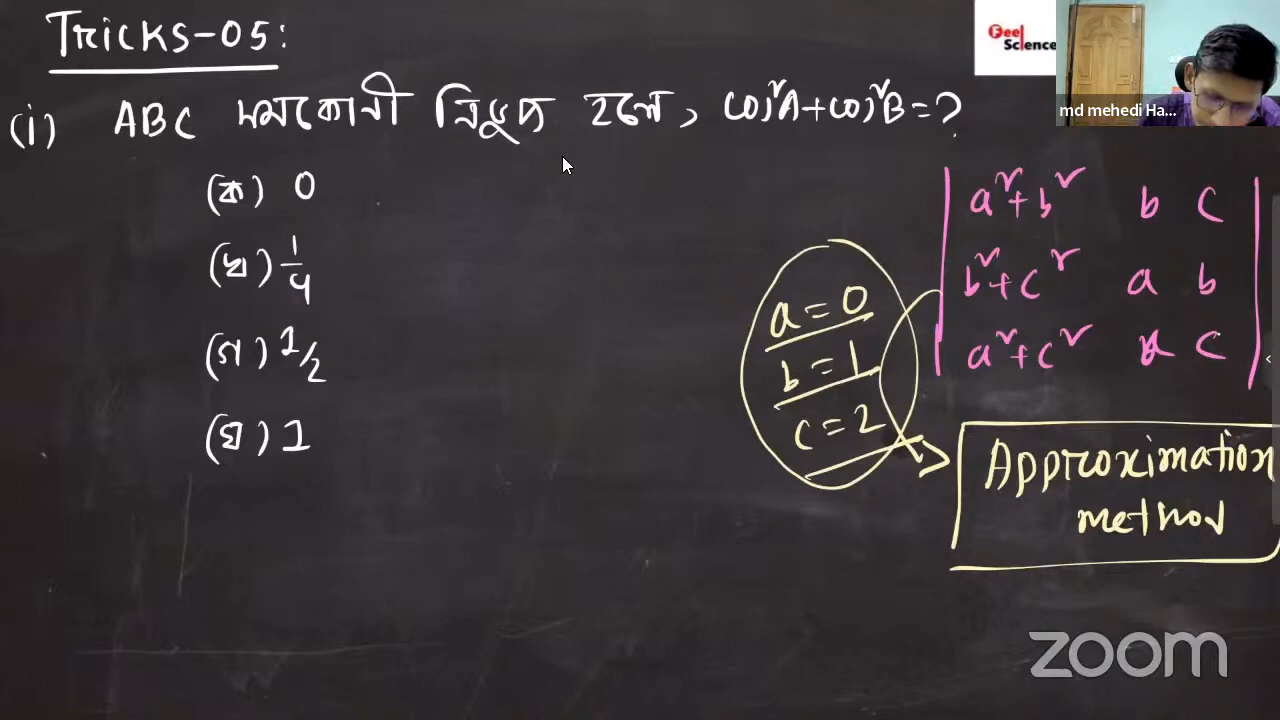 TRICKS-05:
(i) ABC সমকোনী ত্রিভুজ হলে, cos²A+cos²B=?
(ক) 0
(খ) 1/4
(গ) 1/2
(ঘ) 1
a=0
b=1
c=2
a²+b² b c
b²+c² a b
a²+c² c
Approximation
method
Feel
Science
md mehedi Ha...
zoom